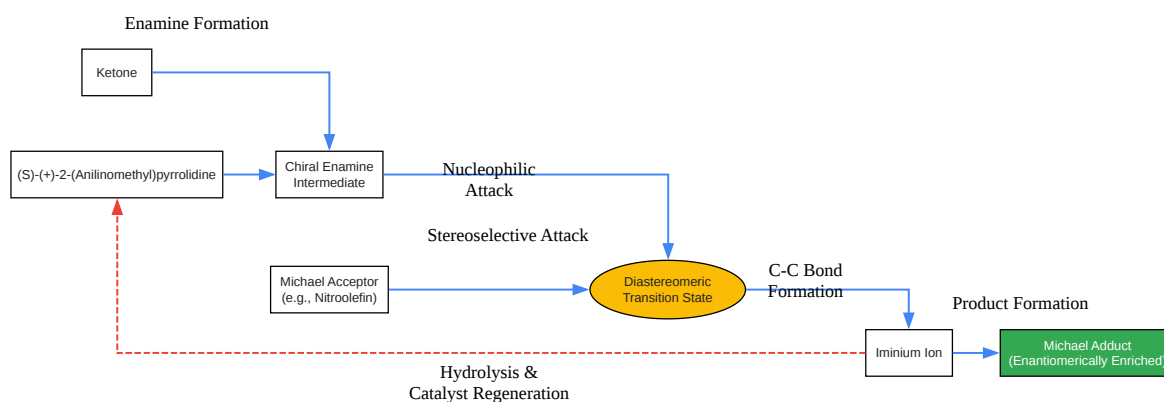 Enamine Formation
Ketone
(S)-(+)-2-(Anilinomethyl)pyrrolidine
Chiral Enamine
Intermediate
Nucleophilic
Attack
Stereoselective Attack
Michael Acceptor
(e.g., Nitroolefin)
Diastereomeric
Transition State
C-C Bond
Formation
Product Formation
Iminium Ion
Michael Adduct
(Enantiomerically Enriched)
Hydrolysis &
Catalyst Regeneration